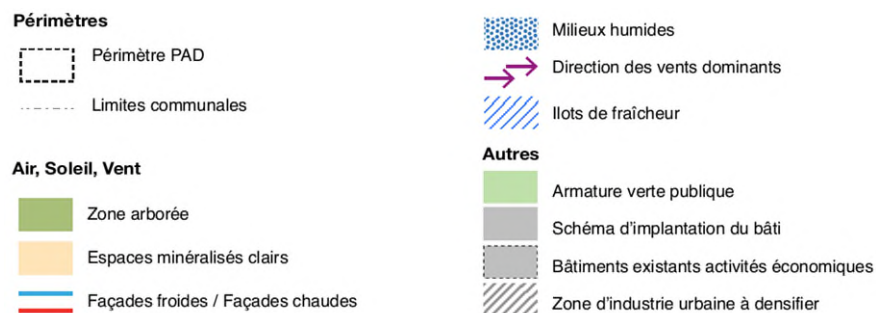 Périmètres
Périmètre PAD
Limites communales
Air, Soleil, Vent
Zone arborée
Espaces minéralisés clairs
Façades froides / Façades chaudes
Milieux humides
Direction des vents dominants
Ilots de fraîcheur
Autres
Armature verte publique
Schéma d'implantation du bâti
Bâtiments existants activités économiques
Zone d'industrie urbaine à densifier